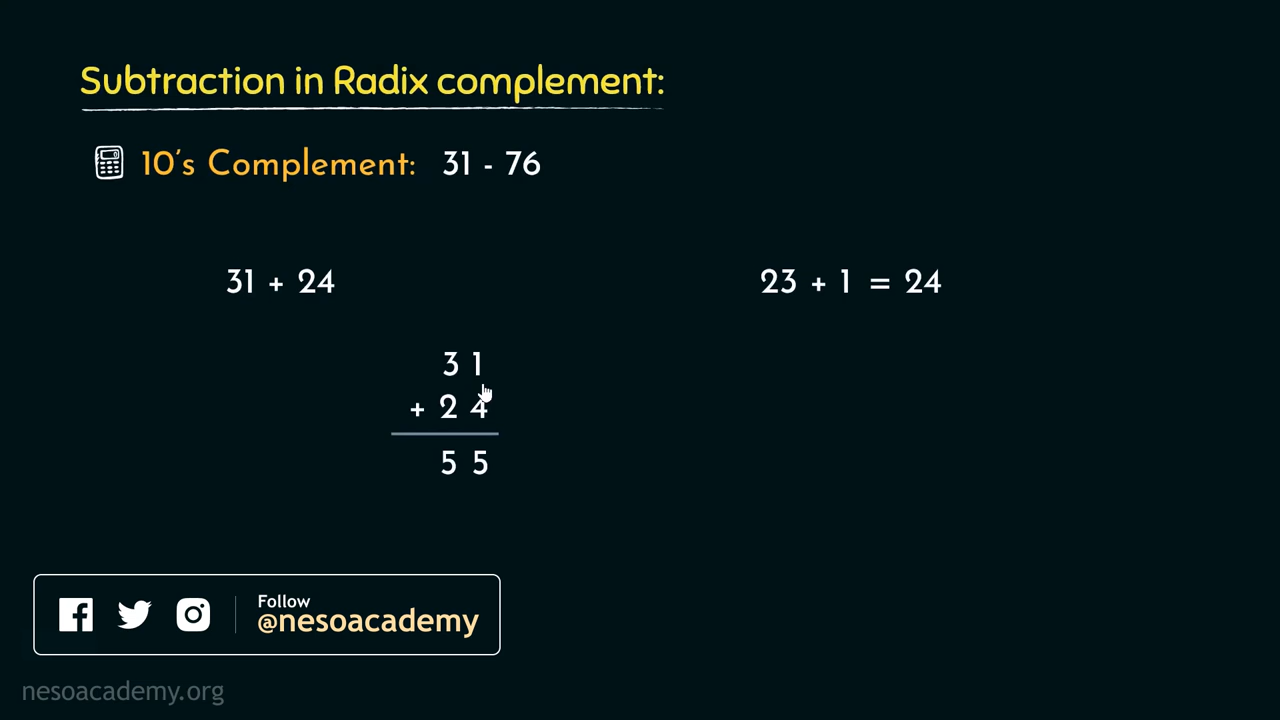 Subtraction in Radix complement:
10's Complement: 31 - 76
31 + 24
23 + 1 = 24
3 1
+ 2 4
5 5
Follow
@nesoacademy
nesoacademy.org